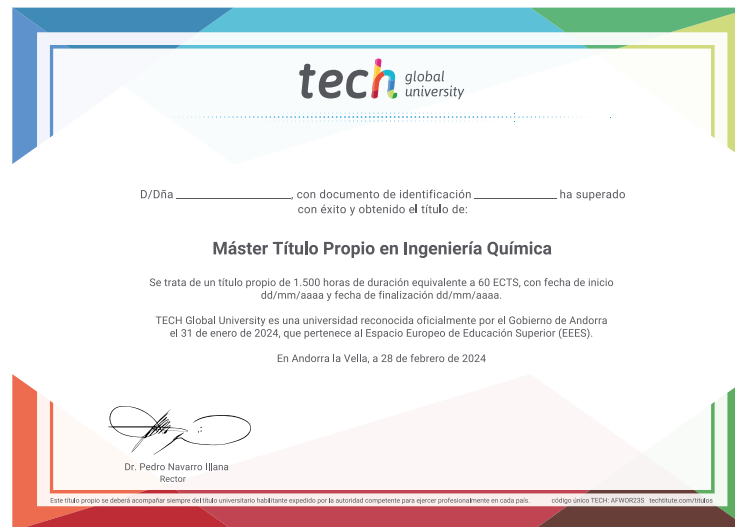 tech global
university
D/Dña ____________________, con documento de identificación ______________ ha superado
con éxito y obtenido el título de:
Máster Título Propio en Ingeniería Química
Se trata de un título propio de 1.500 horas de duración equivalente a 60 ECTS, con fecha de inicio
dd/mm/aaaa y fecha de finalización dd/mm/aaaa.
TECH Global University es una universidad reconocida oficialmente por el Gobierno de Andorra
el 31 de enero de 2024, que pertenece al Espacio Europeo de Educación Superior (EEES).
En Andorra la Vella, a 28 de febrero de 2024
Dr. Pedro Navarro Illana
Rector
Este título propio se deberá acompañar siempre del título universitario habilitante expedido por la autoridad competente para ejercer profesionalmente en cada país. código único TECH: AFWOR23S techtitute.com/titulos